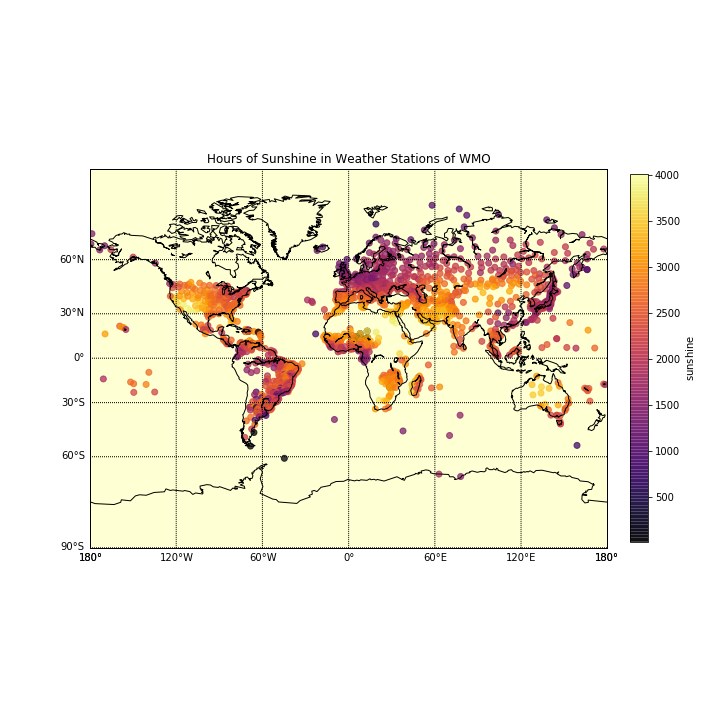 Hours of Sunshine in Weather Stations of WMO
4000
3500
3000
2500
2000
1500
1000
500
sunshine
60°N
30°N
0°
30°S
60°S
90°S
180° 120°W 60°W 0° 60°E 120°E 180°